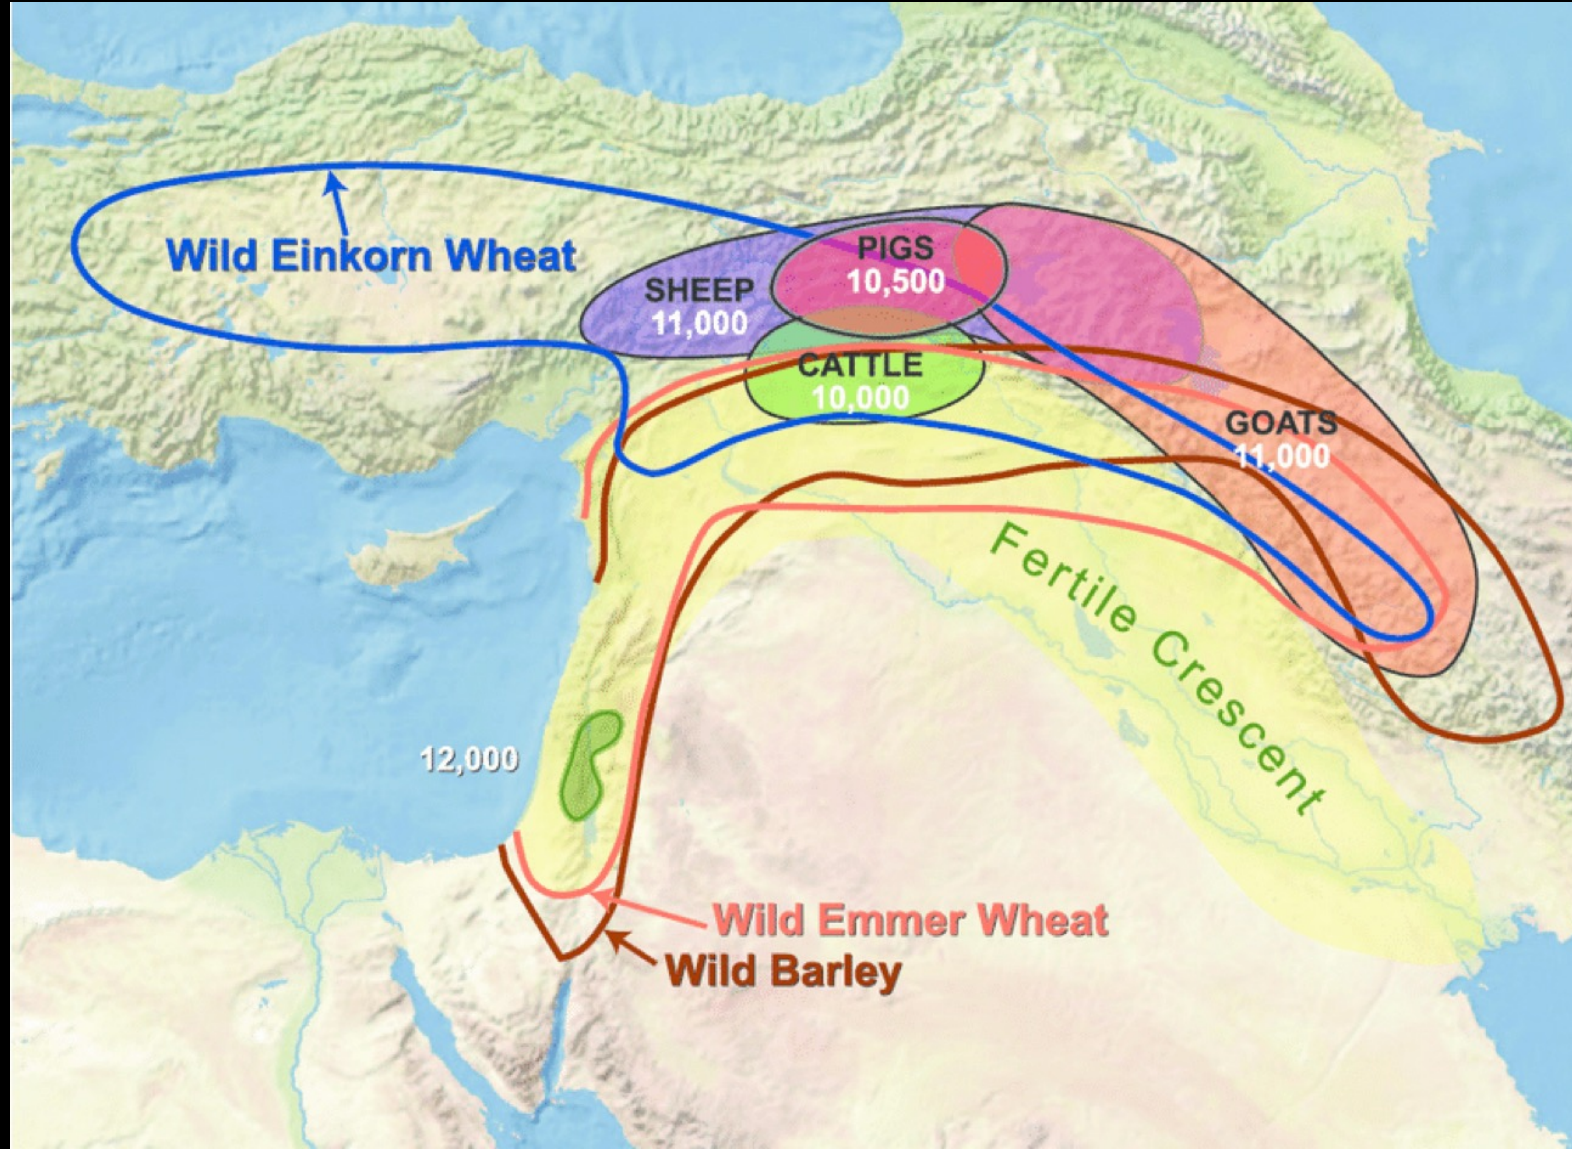 Wild Einkorn Wheat
PIGS
10,500
SHEEP
11,000
CATTLE
10,000
GOATS
11,000
Fertile Crescent
12,000
Wild Emmer Wheat
Wild Barley